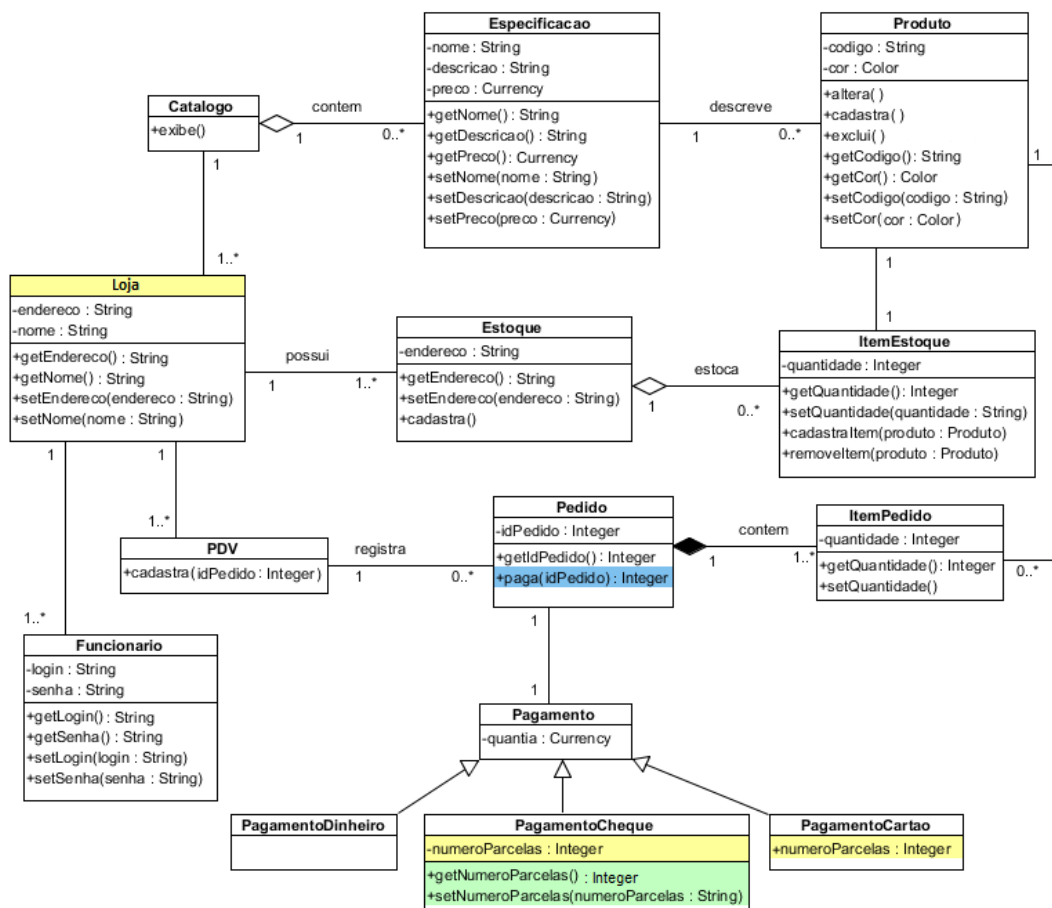 Especificacao
-nome : String
-descricao : String
-preco : Currency
+getNome() : String
+getDescricao() : String
+getPreco() : Currency
+setNome(nome : String)
+setDescricao(descricao : String)
+setPreco(preco : Currency)
Produto
-codigo : String
-cor : Color
+altera( )
+cadastra( )
+exclui( )
+getCodigo() : String
+getCor() : Color
+setCodigo(codigo : String)
+setCor( cor : Color)
Catalogo
+exibe()
contem
1
0..*
descreve
1
0..*
1
1
1..*
Loja
-endereco : String
-nome : String
+getEndereco() : String
+getNome() : String
+setEndereco(endereco : String)
+setNome(nome : String)
possui
1
1..*
Estoque
-endereco : String
+getEndereco() : String
+setEndereco(endereco : String)
+cadastra()
estoca
1
0..*
1
1
ItemEstoque
-quantidade : Integer
+getQuantidade() : Integer
+setQuantidade(quantidade : String)
+cadastraItem(produto : Produto)
+removeItem(produto : Produto)
1
1
1..*
PDV
+cadastra(idPedido : Integer)
registra
1
0..*
Pedido
-idPedido : Integer
+getIdPedido() : Integer
+paga(idPedido) : Integer
contem
1
1..*
ItemPedido
-quantidade : Integer
+getQuantidade() : Integer
+setQuantidade()
0..*
1..*
Funcionario
-login : String
-senha : String
+getLogin() : String
+getSenha() : String
+setLogin(login : String)
+setSenha(senha : String)
1
1
Pagamento
-quantia : Currency
PagamentoDinheiro
PagamentoCheque
-numeroParcelas : Integer
+getNumeroParcelas() : Integer
+setNumeroParcelas(numeroParcelas : String)
PagamentoCartao
+numeroParcelas : Integer